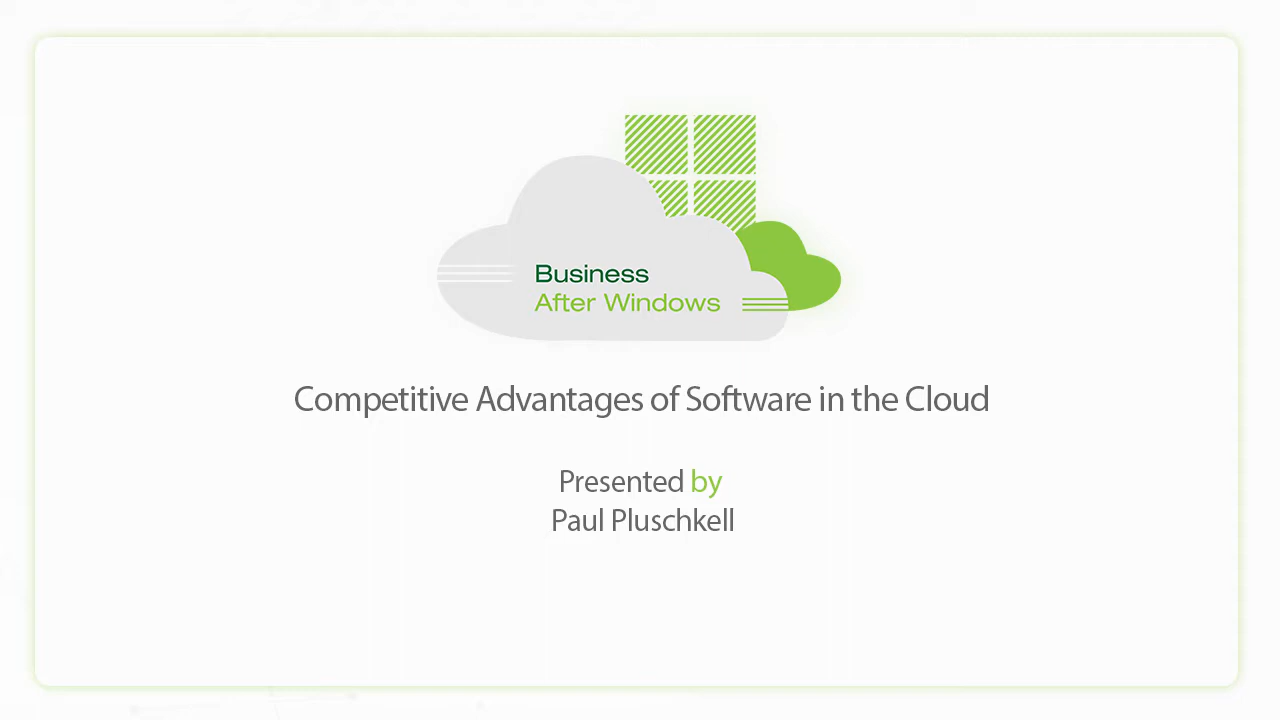 Business
After Windows
Competitive Advantages of Software in the Cloud
Presented by
Paul Pluschkell